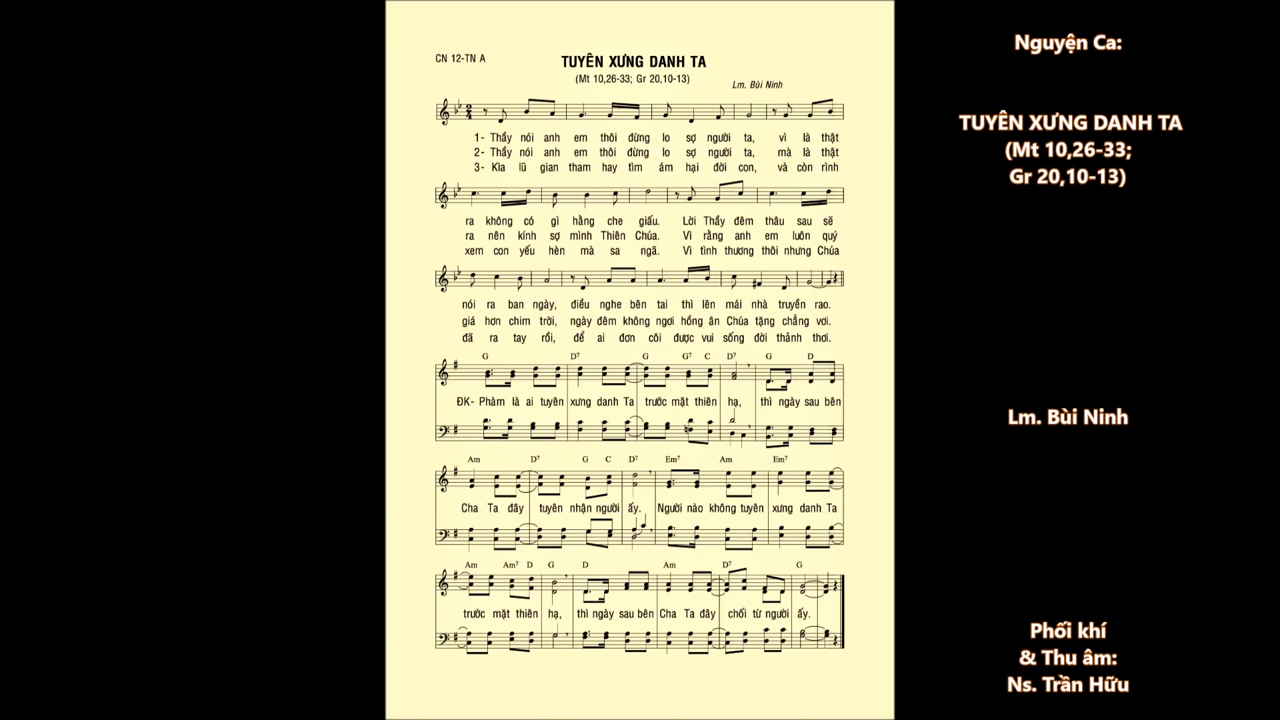 CN 12-TN A
TUYÊN XƯNG DANH TA
(Mt 10,26-33; Gr 20,10-13)
Lm. Bùi Ninh
1- Thầy nói anh em thôi đừng lo sợ người ta, vì là thật
2- Thầy nói anh em thôi đừng lo sợ người ta, mà là thật
3- Kìa lũ gian tham hay tìm ám hại đời con, và còn rình
ra không có gì hằng che giấu. Lời Thầy đêm thâu sau sẽ
ra nên kính sợ mình Thiên Chúa. Vì rằng anh em luôn quý
xem con yếu hèn mà sa ngã. Vì tình thương thôi nhưng Chúa
nói ra ban ngày, điều nghe bên tai thì lên mái nhà truyền rao.
giá hơn chim trời, ngày đêm không ngơi hồng ân Chúa tặng chẳng vơi.
đã ra tay rồi, để ai đơn côi được vui sống đời thảnh thơi.
G D7 G G7 C D7 G D
ĐK- Phàm là ai tuyên xưng danh Ta trước mặt thiên hạ, thì ngày sau bên
Am D7 G C D7 Em7 Am Em7
Cha Ta đây tuyên nhận người ấy. Người nào không tuyên xưng danh Ta
Am Am7 D G D Am D7 G
trước mặt thiên hạ, thì ngày sau bên Cha Ta đây chối từ người ấy.
Nguyện Ca:
TUYÊN XƯNG DANH TA
(Mt 10,26-33;
Gr 20,10-13)
Lm. Bùi Ninh
Phối khí
& Thu âm:
Ns. Trần Hữu